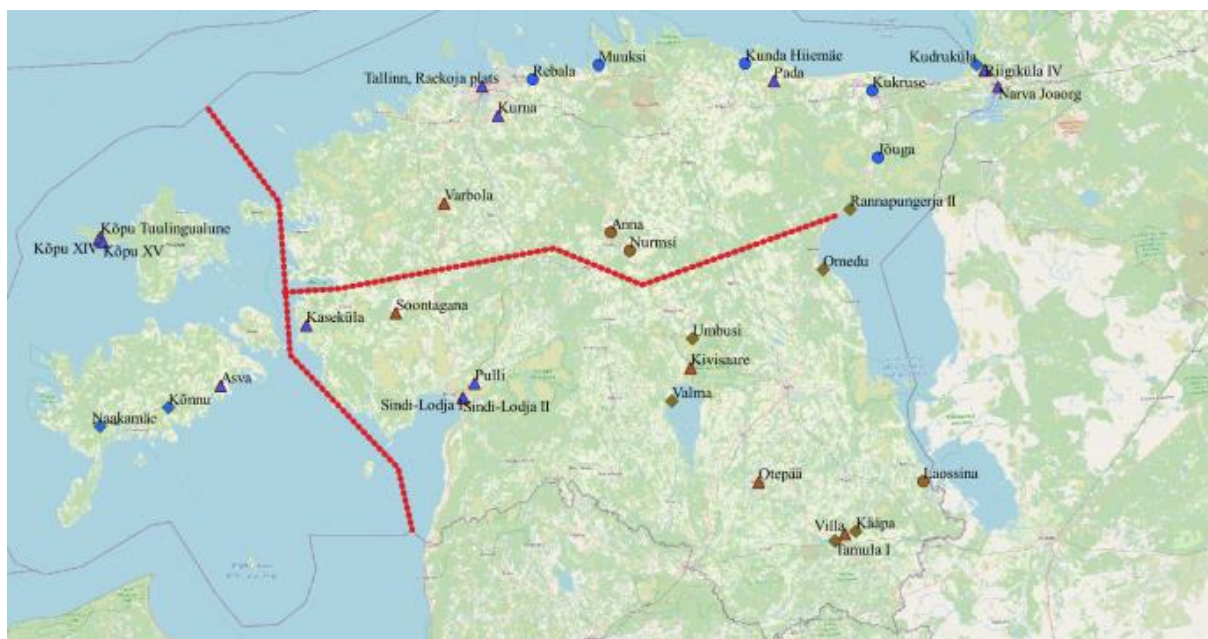 Muuksi
Kunda Hiiemäe
Kudruküla
Rebala
Riigiküla IV
Tallinn, Raekoja plats
Pada
Kukruse
Narva Joaorg
Kurna
Jõuga
Varbola
Rannapungerja II
Kõpu Tuulingualune
Anna
Kõpu XIV
Kõpu XV
Nurmsi
Omedu
Soontagana
Kaseküla
Umbusi
Kivisaare
Pulli
Asva
Valma
Kõnnu
Sindi-Lodja I
Sindi-Lodja II
Naakamäe
Otepää
Laossina
Villa
Kääpa
Tamula I